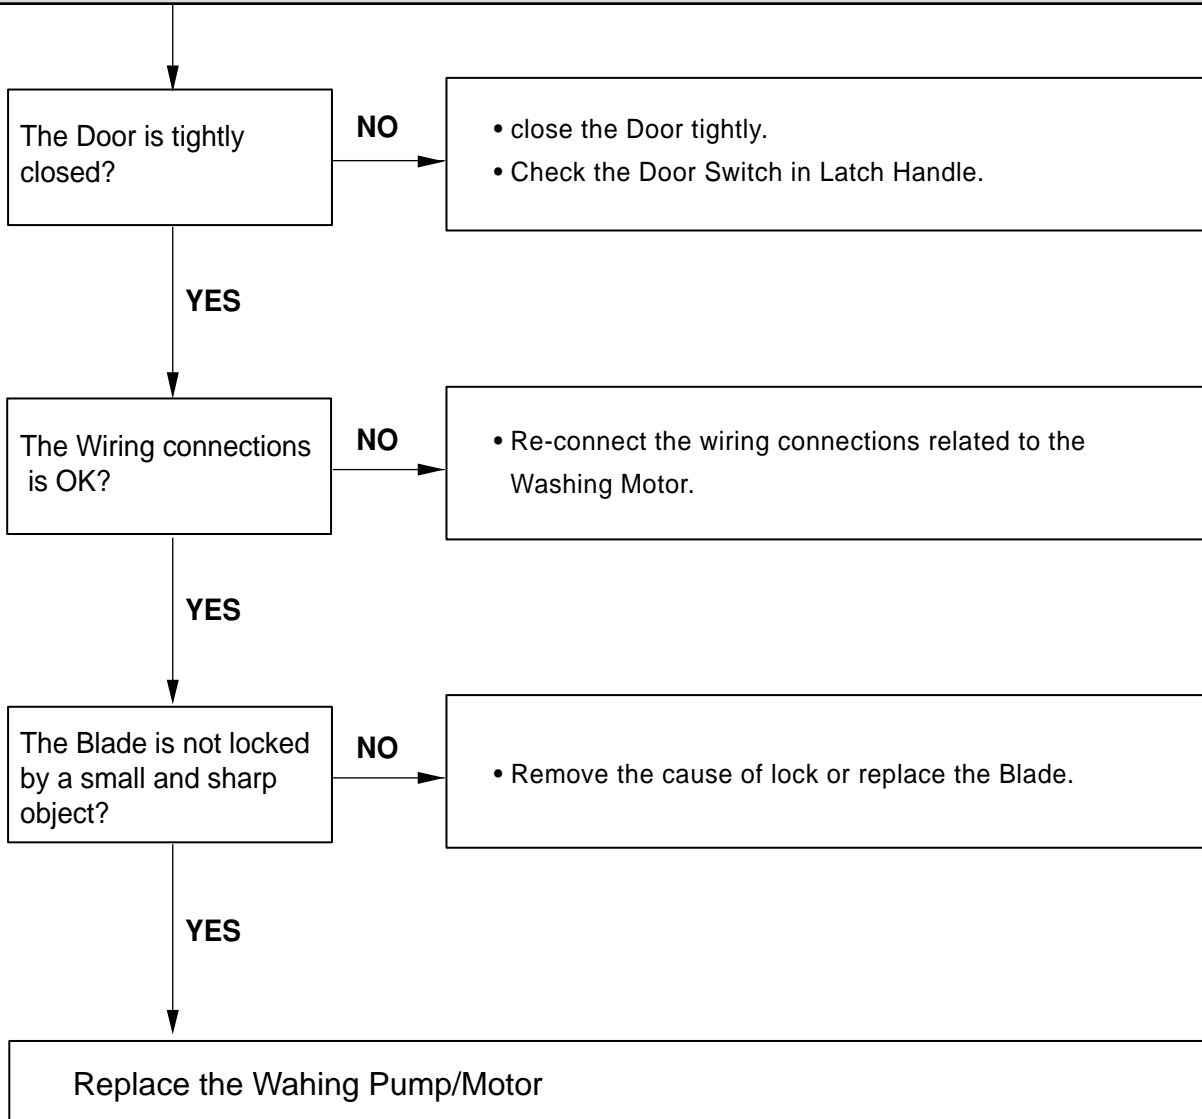 The Door is tightly
closed?
NO
• close the Door tightly.
• Check the Door Switch in Latch Handle.
YES
The Wiring connections
is OK?
NO
• Re-connect the wiring connections related to the
Washing Motor.
YES
The Blade is not locked
by a small and sharp
object?
NO
• Remove the cause of lock or replace the Blade.
YES
Replace the Wahing Pump/Motor